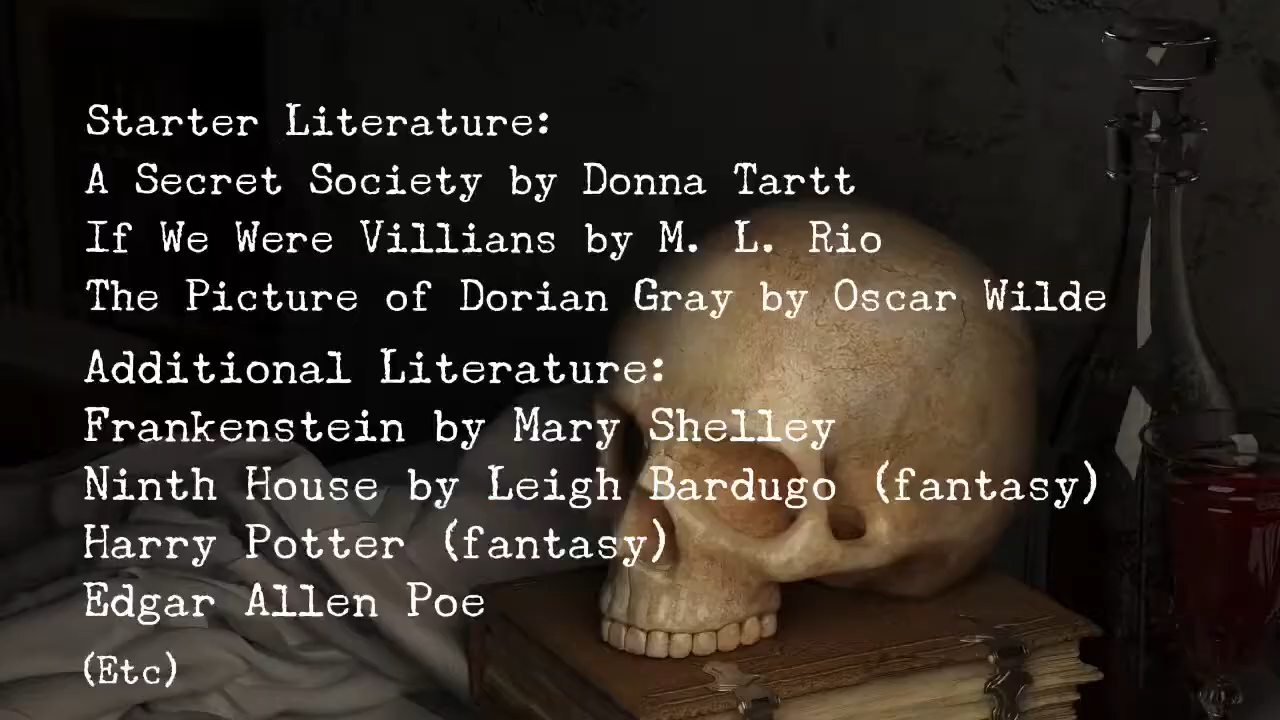 Starter Literature:
A Secret Society by Donna Tartt
If We Were Villians by M. L. Rio
The Picture of Dorian Gray by Oscar Wilde
Additional Literature:
Frankenstein by Mary Shelley
Ninth House by Leigh Bardugo (fantasy)
Harry Potter (fantasy)
Edgar Allen Poe
(Etc)